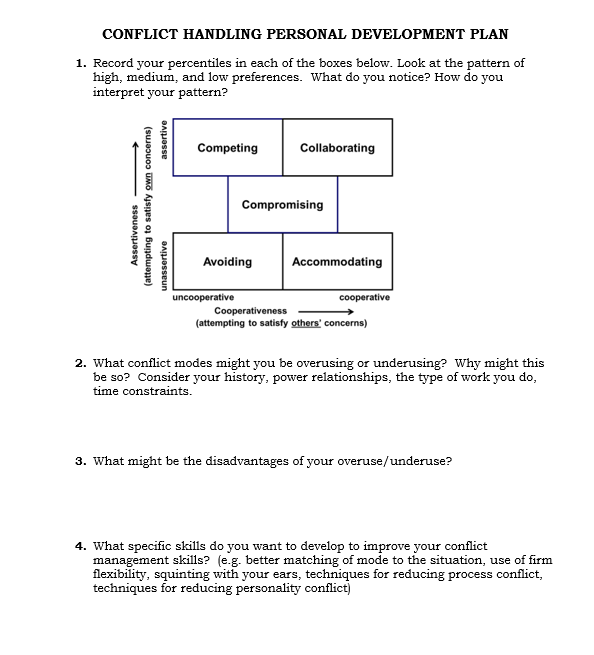 CONFLICT HANDLING PERSONAL DEVELOPMENT PLAN
1. Record your percentiles in each of the boxes below. Look at the pattern of
high, medium, and low preferences.  What do you notice? How do you
interpret your pattern?
Assertiveness
(attempting to satisfy own concerns)
assertive
unassertive
Competing
Collaborating
Compromising
Avoiding
Accommodating
uncooperative
cooperative
Cooperativeness
(attempting to satisfy others' concerns)
2. What conflict modes might you be overusing or underusing?  Why might this
be so?  Consider your history, power relationships, the type of work you do,
time constraints.
3. What might be the disadvantages of your overuse/underuse?
4. What specific skills do you want to develop to improve your conflict
management skills?  (e.g. better matching of mode to the situation, use of firm
flexibility, squinting with your ears, techniques for reducing process conflict,
techniques for reducing personality conflict)